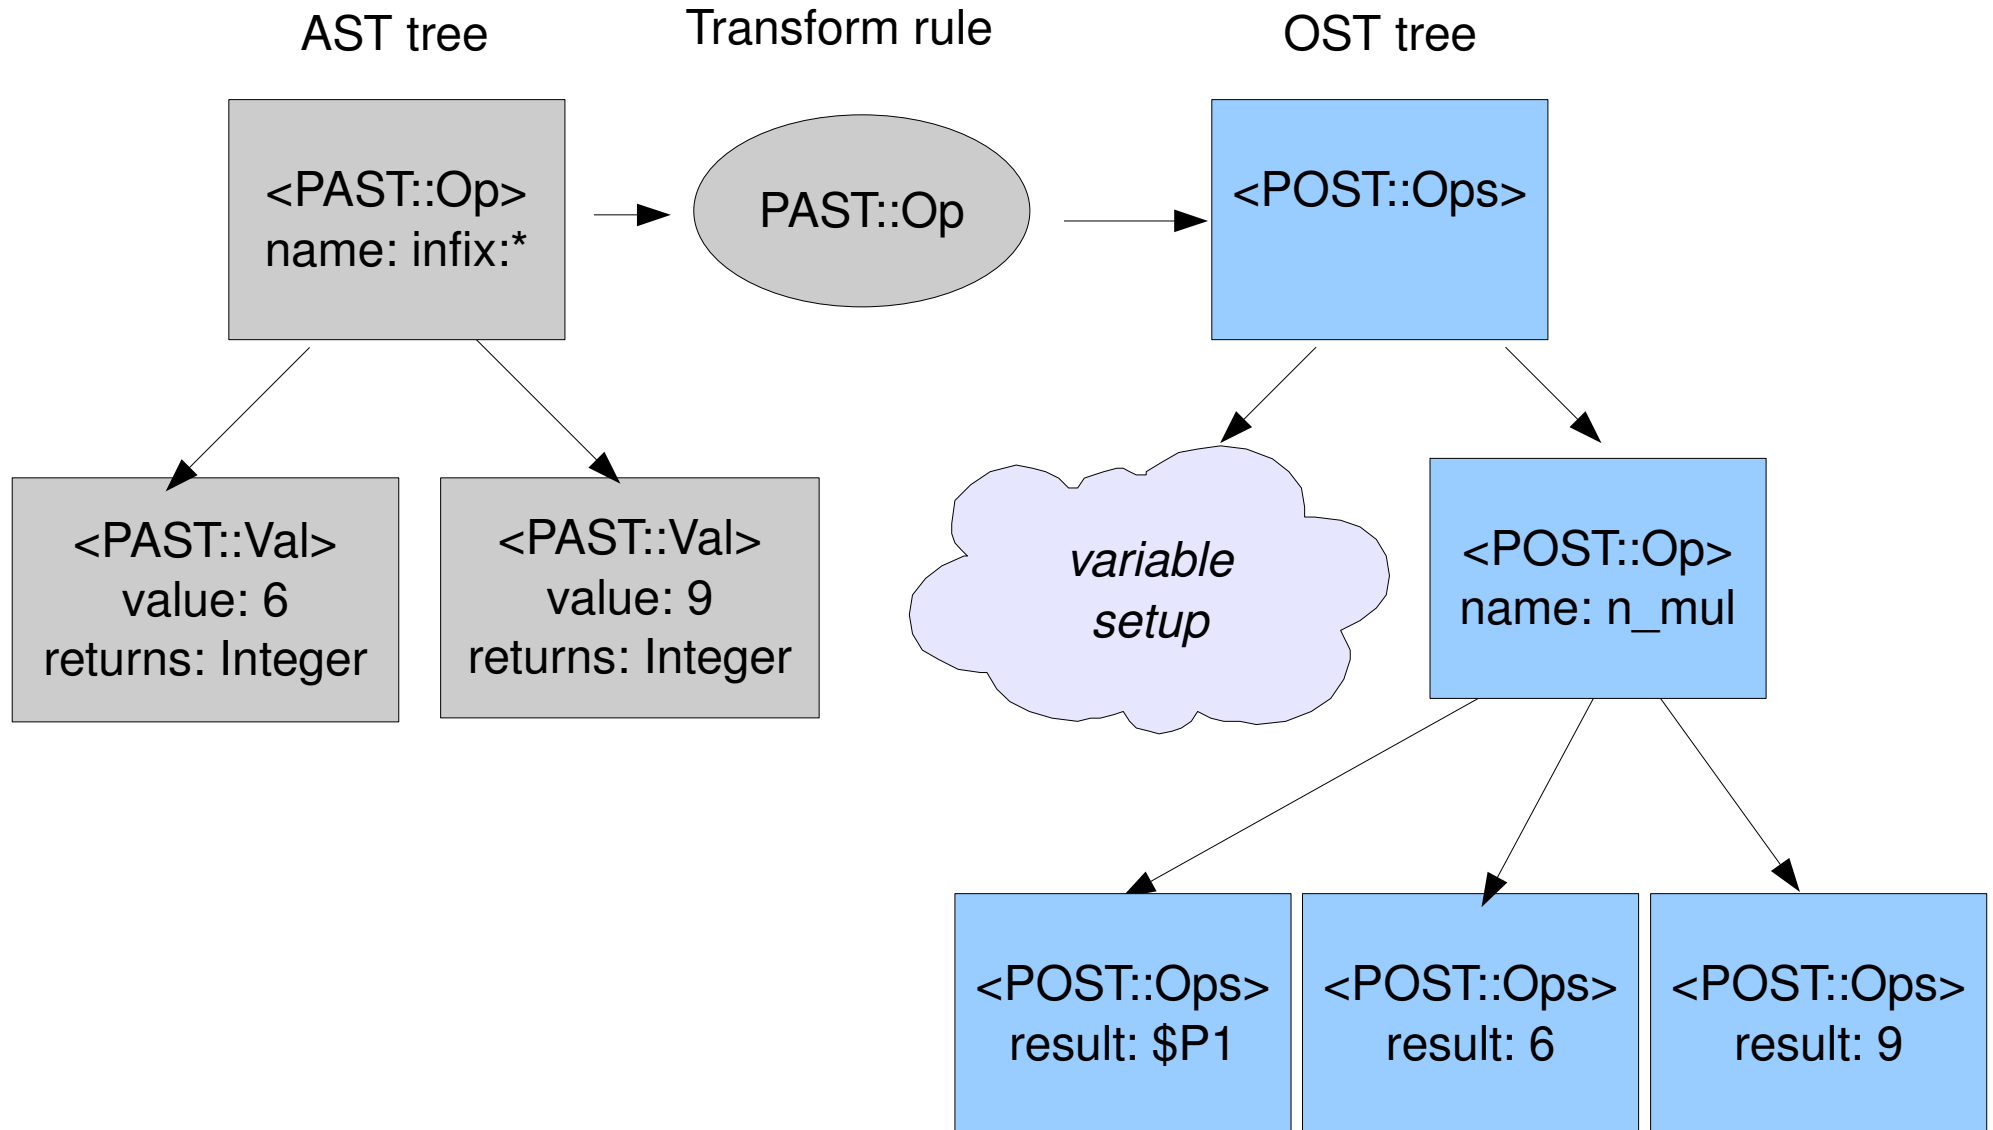 AST tree
Transform rule
OST tree
<PAST::Op>
name: infix:*
PAST::Op
<POST::Ops>
<PAST::Val>
value: 6
returns: Integer
<PAST::Val>
value: 9
returns: Integer
variable
setup
<POST::Op>
name: n_mul
<POST::Ops>
result: $P1
<POST::Ops>
result: 6
<POST::Ops>
result: 9